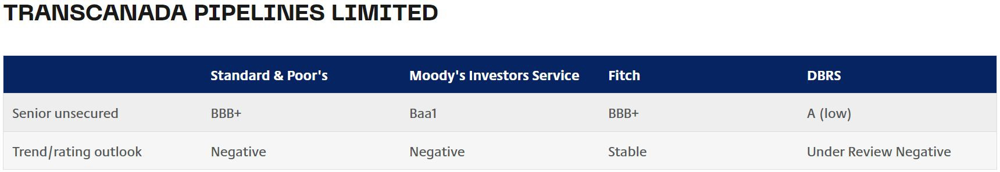 TRANSCANADA PIPELINES LIMITED
Standard & Poor's Moody's Investors Service Fitch DBRS
Senior unsecured BBB+ Baa1 BBB+ A (low)
Trend/rating outlook Negative Negative Stable Under Review Negative